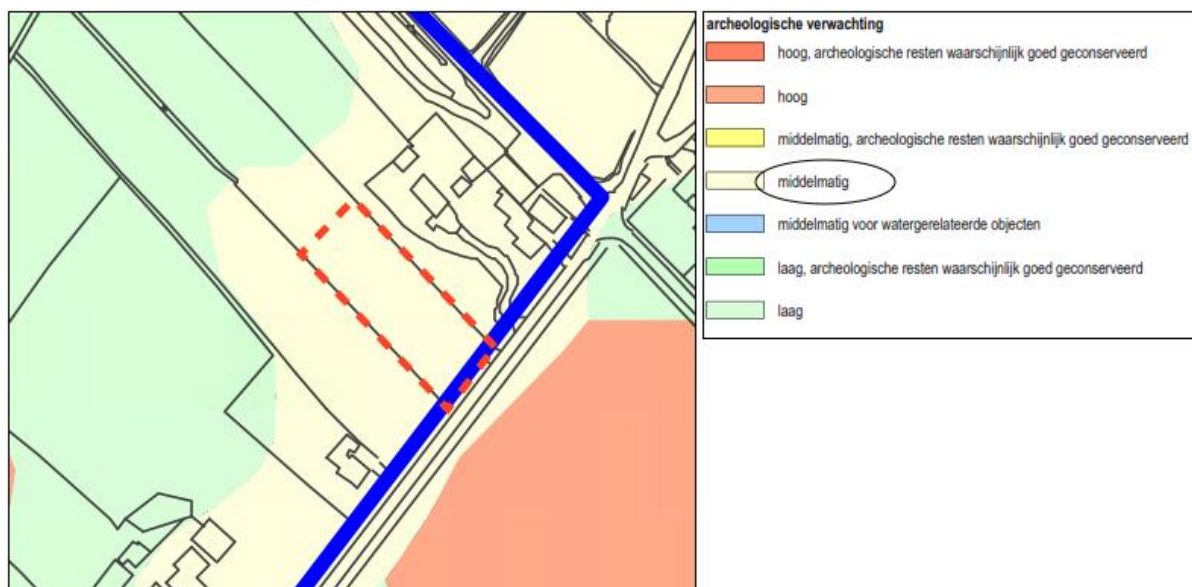 archeologische verwachting
hoog, archeologische resten waarschijnlijk goed geconserveerd
hoog
middelmatig, archeologische resten waarschijnlijk goed geconserveerd
middelmatig
middelmatig voor watergerelateerde objecten
laag, archeologische resten waarschijnlijk goed geconserveerd
laag